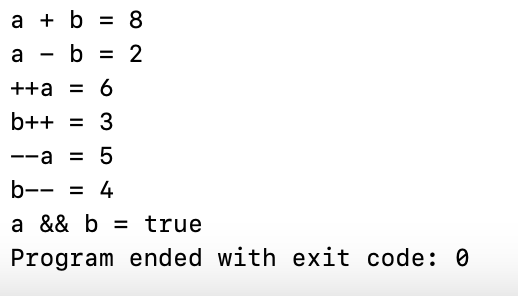 a + b = 8
a - b = 2
++a = 6
b++ = 3
--a = 5
b-- = 4
a && b = true
Program ended with exit code: 0